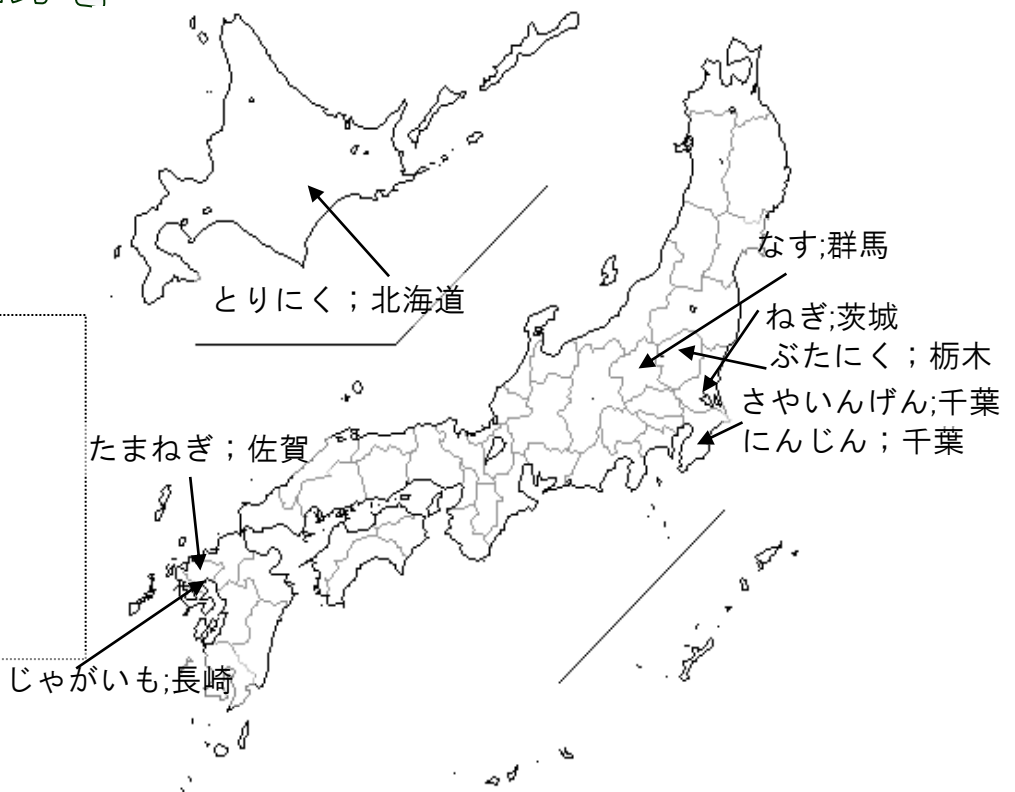 なす;群馬
とりにく；北海道
ねぎ;茨城
ぶたにく；栃木
さやいんげん;千葉
にんじん；千葉
たまねぎ；佐賀
じゃがいも;長崎